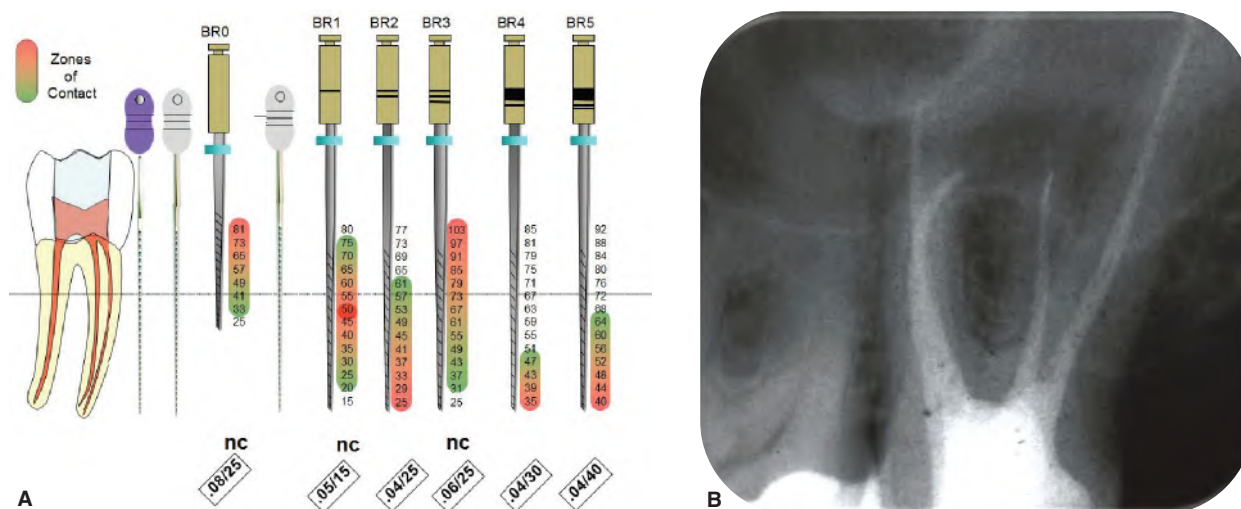 BR0 BR1 BR2 BR3 BR4 BR5
Zones
of
Contact
81 80 77 103 85 92
73 75 73 97 81 88
65 70 69 91 79 84
57 65 65 85 75 80
49 60 61 79 71 76
41 55 57 73 67 72
33 50 53 67 63 68
25 45 49 61 59 64
40 45 55 55 60
35 41 49 51 56
30 37 43 47 52
25 33 37 43 48
20 29 31 39 44
15 25 25 35 40
nc nc nc
.08/25 .05/15 .04/25 .06/25 .04/30 .04/40
A B